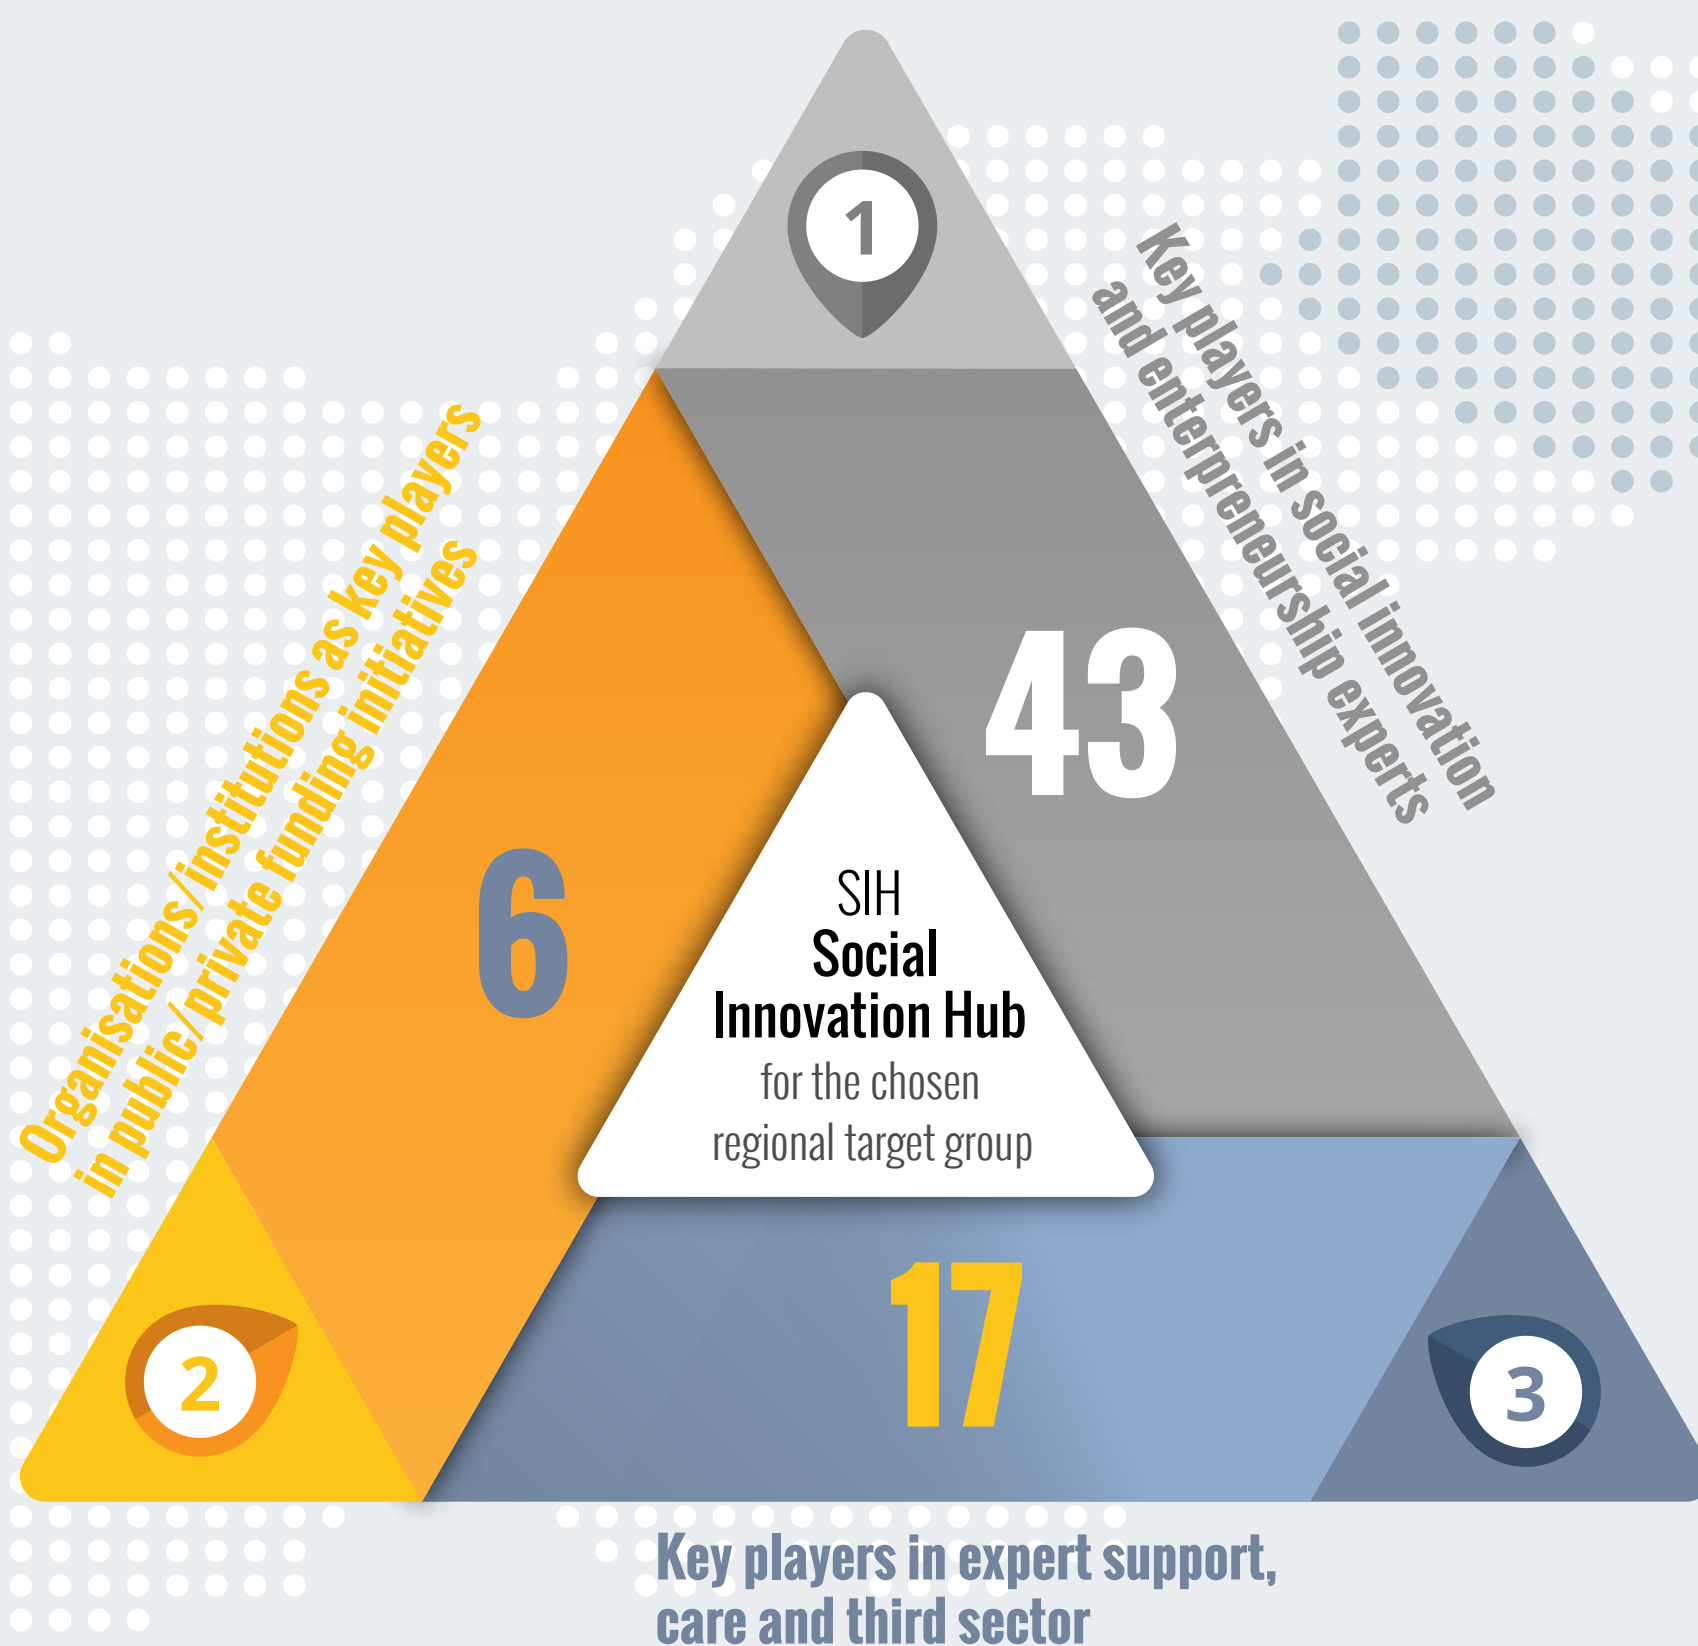 1
Key players in social innovation
and enterpreneurship experts
43
Organisations/institutions as key players
in public/private funding initiatives
6
SIH
Social
Innovation Hub
for the chosen
regional target group
17
2
3
Key players in expert support,
care and third sector